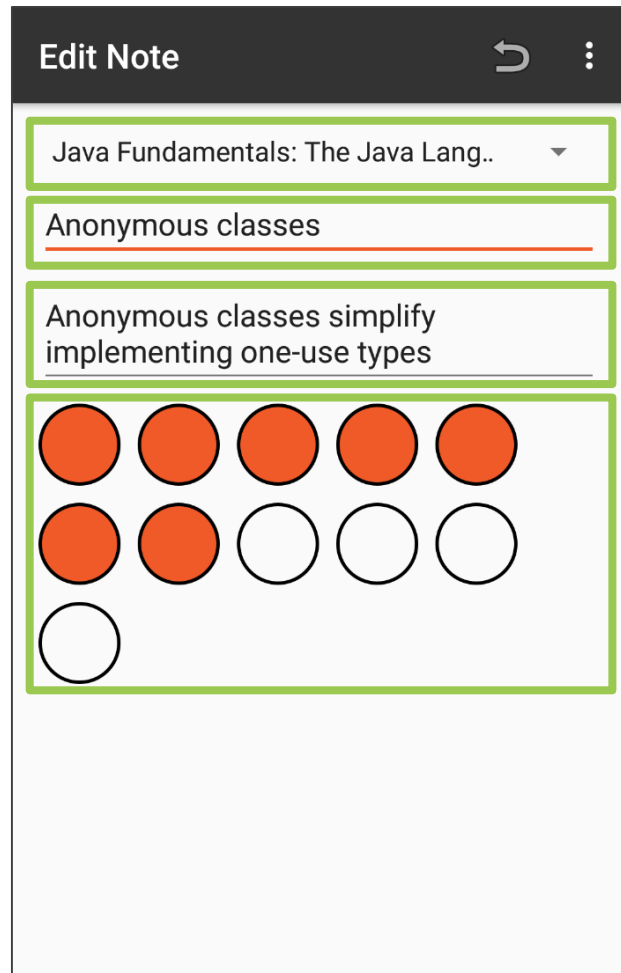 Edit Note
Java Fundamentals: The Java Lang..
Anonymous classes
Anonymous classes simplify
implementing one-use types